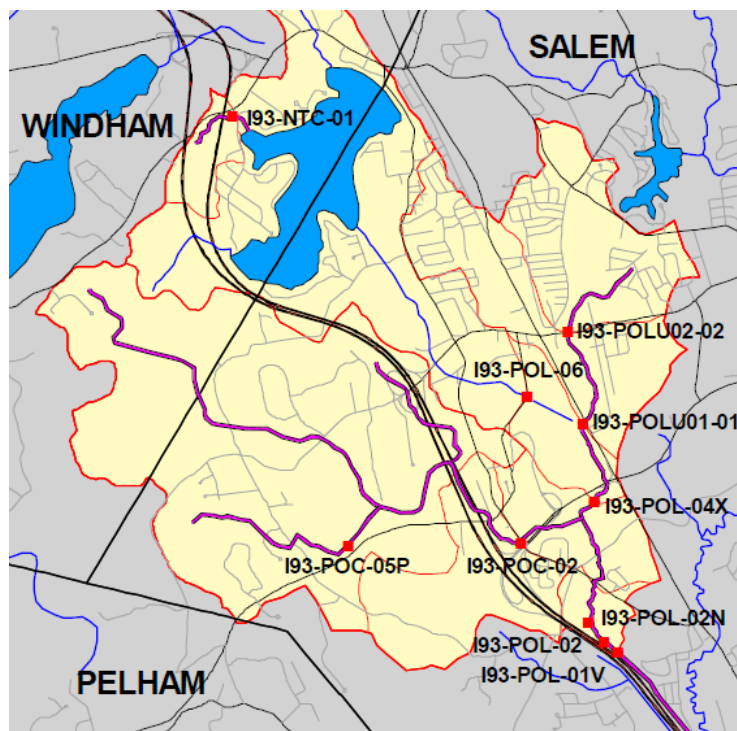 SALEM
WINDHAM
I93-NTC-01
I93-POLU02-02
I93-POL-06
I93-POLU01-01
I93-POL-04X
I93-POC-05P
I93-POC-02
I93-POL-02N
I93-POL-02
I93-POL-01V
PELHAM